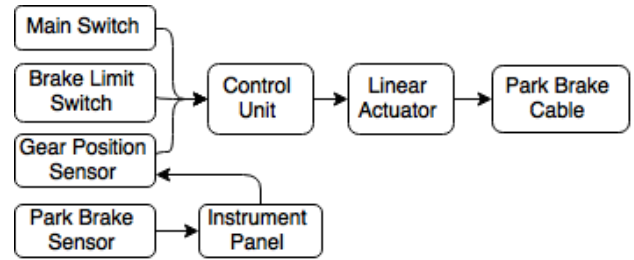 Main Switch
Brake Limit
Switch
Control
Unit
Linear
Actuator
Park Brake
Cable
Gear Position
Sensor
Park Brake
Sensor
Instrument
Panel